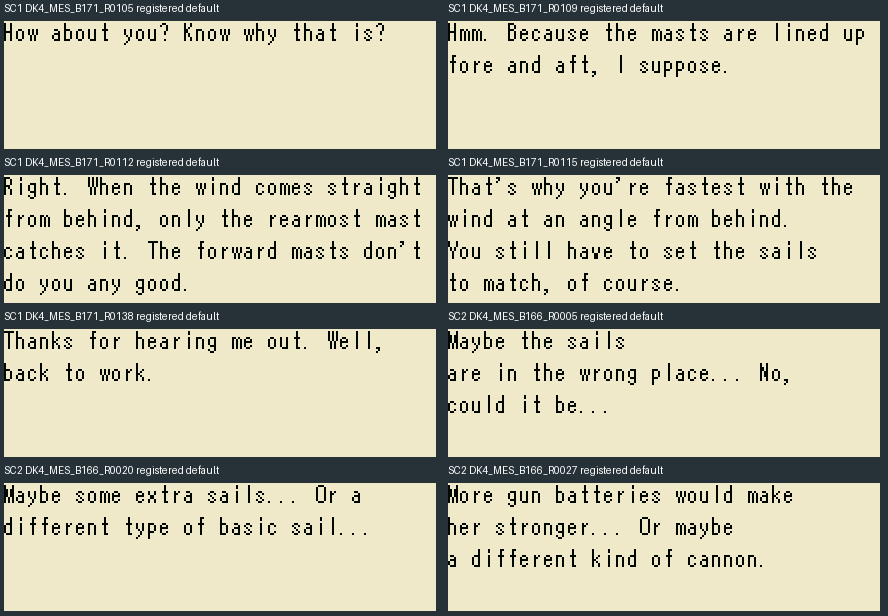 SC1 DK4_MES_B171_R0105 registered default
How about you? Know why that is?
SC1 DK4_MES_B171_R0109 registered default
Hmm. Because the masts are lined up
fore and aft, I suppose.
SC1 DK4_MES_B171_R0112 registered default
Right. When the wind comes straight
from behind, only the rearmost mast
catches it. The forward masts don't
do you any good.
SC1 DK4_MES_B171_R0115 registered default
That's why you're fastest with the
wind at an angle from behind.
You still have to set the sails
to match, of course.
SC1 DK4_MES_B171_R0138 registered default
Thanks for hearing me out. Well,
back to work.
SC2 DK4_MES_B166_R0005 registered default
Maybe the sails
are in the wrong place... No,
could it be...
SC2 DK4_MES_B166_R0020 registered default
Maybe some extra sails... Or a
different type of basic sail...
SC2 DK4_MES_B166_R0027 registered default
More gun batteries would make
her stronger... Or maybe
a different kind of cannon.